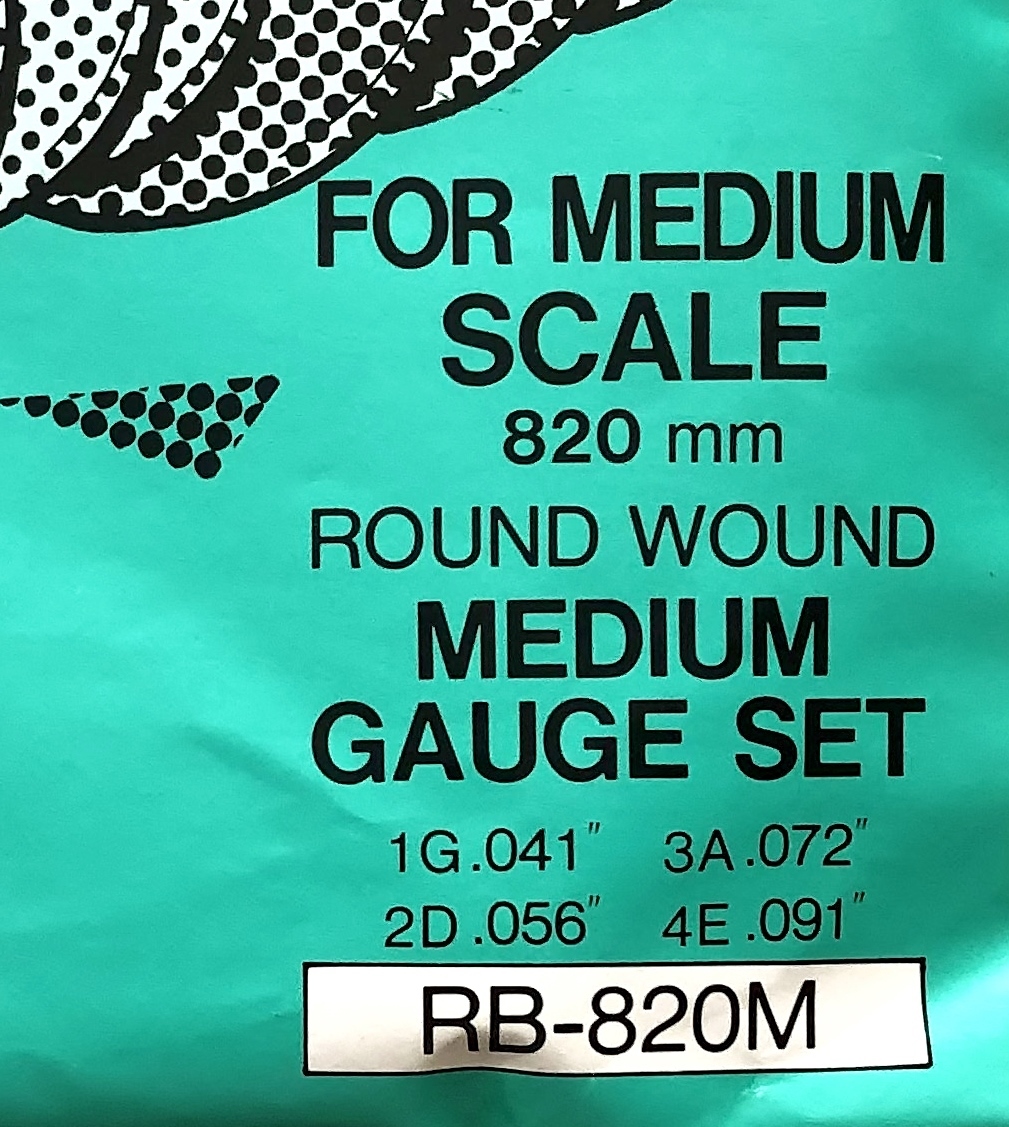 FOR MEDIUM
SCALE
820 mm
ROUND WOUND
MEDIUM
GAUGE SET
1G .041" 3A .072"
2D .056" 4E .091"
RB-820M